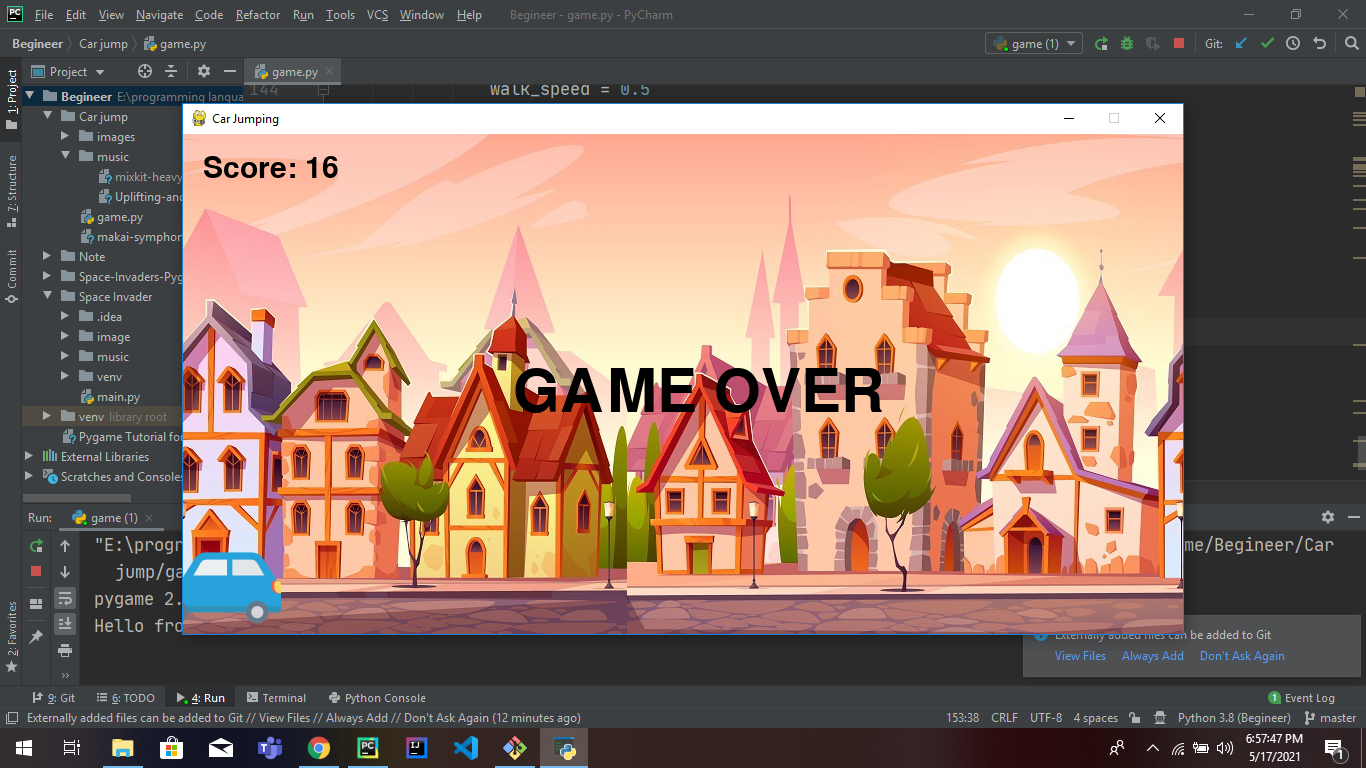 PC File Edit View Navigate Code Refactor Run Tools VCS Window Help Begineer - game.py - PyCharm
Begineer Car jump game.py game (1) Git:
1: Project
Project game.py
144 walk_speed = 0.5
Begineer E:\programming langua
Car jump
images
music
mixkit-heavy
Uplifting-and
game.py
makai-symphon
Note
Space-Invaders-Pyg
Space Invader
.idea
image
music
venv
main.py
venv library root
Pygame Tutorial for
External Libraries
Scratches and Consoles
7: Structure
Commit
2: Favorites
Car Jumping
Score: 16
GAME OVER
Run: game (1)
"E:\progr
me/Begineer/Car
jump/ga
pygame 2.
Hello fro
Externally added files can be added to Git
View Files Always Add Don't Ask Again
9: Git 6: TODO 4: Run Terminal Python Console 1 Event Log
Externally added files can be added to Git // View Files // Always Add // Don't Ask Again (12 minutes ago) 153:38 CRLF UTF-8 4 spaces Python 3.8 (Begineer) master
PC IJ 6:57:47 PM
5/17/2021
1